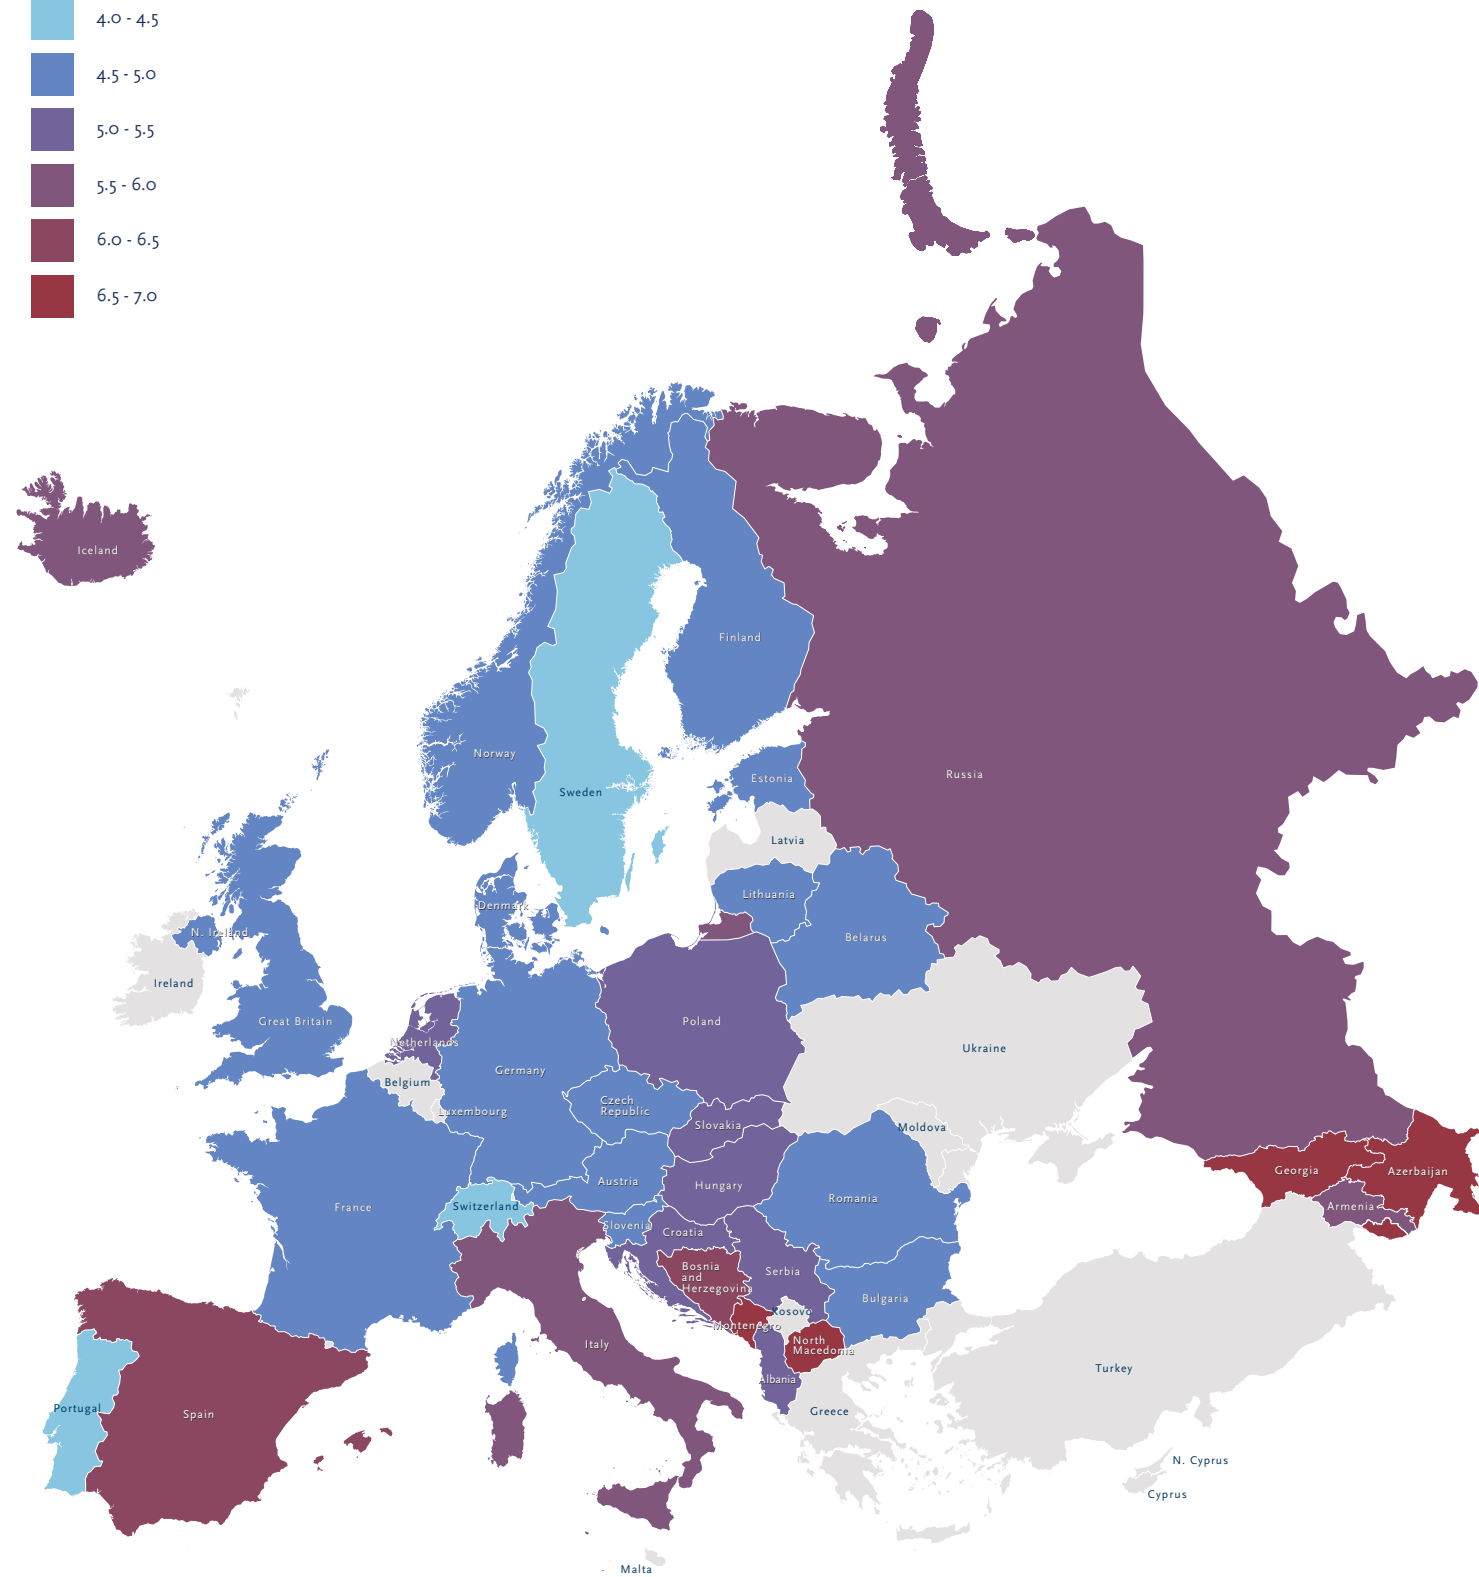 4.0 - 4.5
4.5 - 5.0
5.0 - 5.5
5.5 - 6.0
6.0 - 6.5
6.5 - 7.0
Iceland
Finland
Norway
Russia
Estonia
Sweden
Latvia
Lithuania
Denmark
N. Ireland
Belarus
Ireland
Great Britain
Poland
Netherlands
Ukraine
Germany
Belgium
Czech
Republic
Luxembourg
Slovakia
Moldova
Georgia
Azerbaijan
Austria
Hungary
Romania
France
Switzerland
Armenia
Slovenia
Croatia
Bosnia
and
Herzegovina
Serbia
Bulgaria
Kosovo
Montenegro
Italy
North
Macedonia
Turkey
Albania
Portugal
Spain
Greece
N. Cyprus
Cyprus
Malta